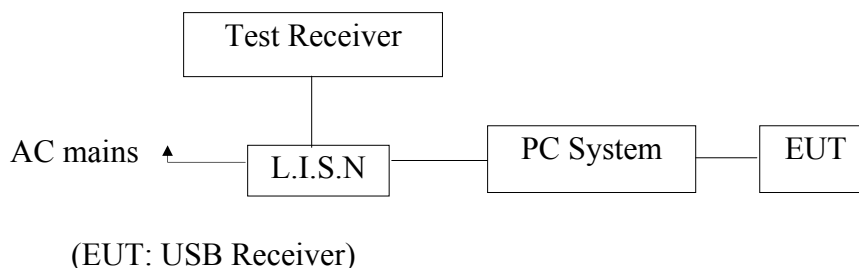 Test Receiver
AC mains
L.I.S.N
PC System
EUT
(EUT: USB Receiver)